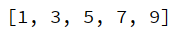 [1, 3, 5, 7, 9]